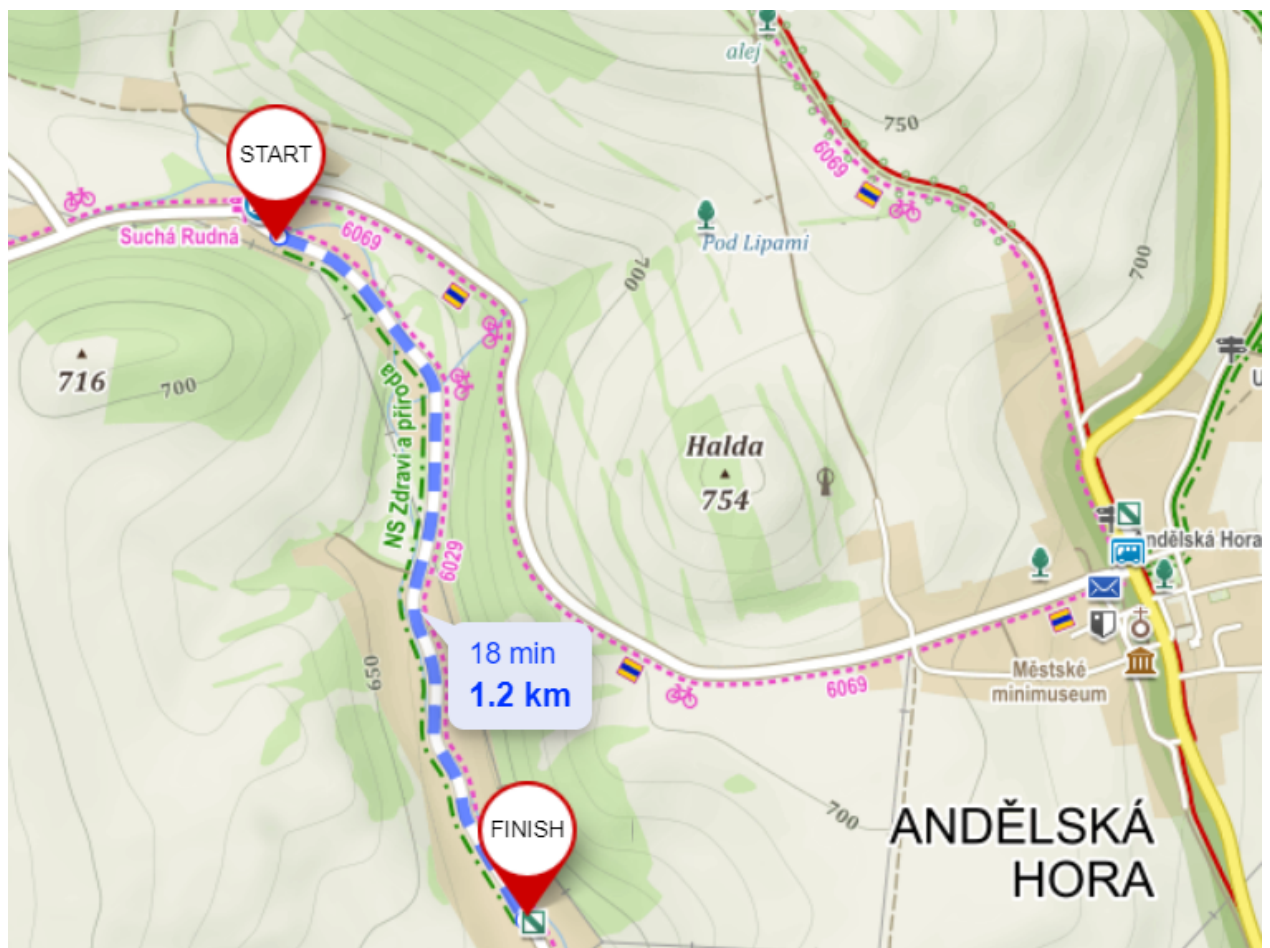 alej
750
START
6069
6069
Suchá Rudná
Pod Lipami
700
700
716
700
NS Zdraví a příroda
Halda
754
ndělská Hora
6029
650
18 min
1.2 km
Městské
minimuseum
6069
700
FINISH
ANDĚLSKÁ
HORA